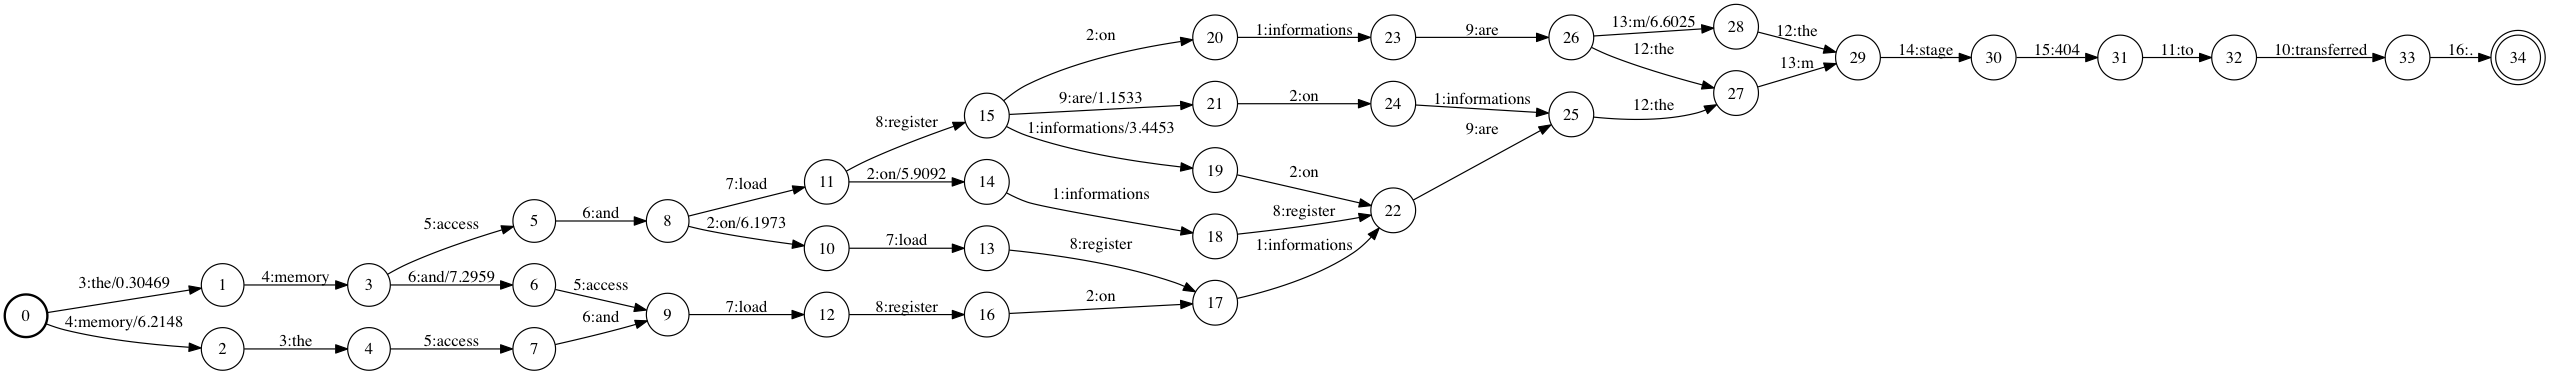 2:on
20
1:informations
23
9:are
26
13:m/6.6025
28
12:the
12:the
27
13:m
29
14:stage
30
15:404
31
11:to
32
10:transferred
33
16:.
34
8:register
15
9:are/1.1533
21
2:on
24
1:informations
25
12:the
1:informations/3.4453
19
2:on
9:are
7:load
11
2:on/5.9092
14
1:informations
18
8:register
22
5:access
5
6:and
8
2:on/6.1973
10
7:load
13
8:register
1:informations
3:the/0.30469
1
4:memory
3
6:and/7.2959
6
5:access
0
4:memory/6.2148
2
3:the
4
5:access
7
6:and
9
7:load
12
8:register
16
2:on
17